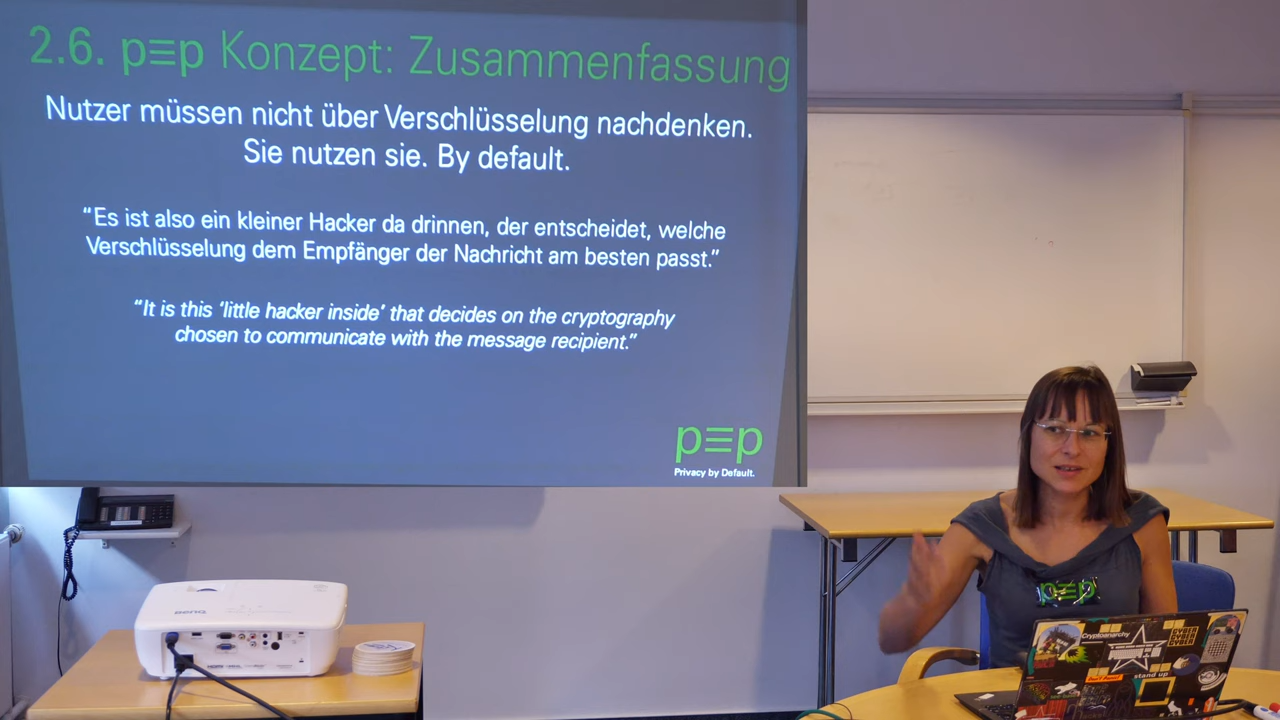 2.6. p≡p Konzept: Zusammenfassung
Nutzer müssen nicht über Verschlüsselung nachdenken.
Sie nutzen sie. By default.
“Es ist also ein kleiner Hacker da drinnen, der entscheidet, welche
Verschlüsselung dem Empfänger der Nachricht am besten passt.”
“It is this ‘little hacker inside’ that decides on the cryptography
chosen to communicate with the message recipient.”
p≡p
Privacy by Default.
BenQ
p≡p
Cryptoanarchy
CYBER
CYBER
CYBER
stand up